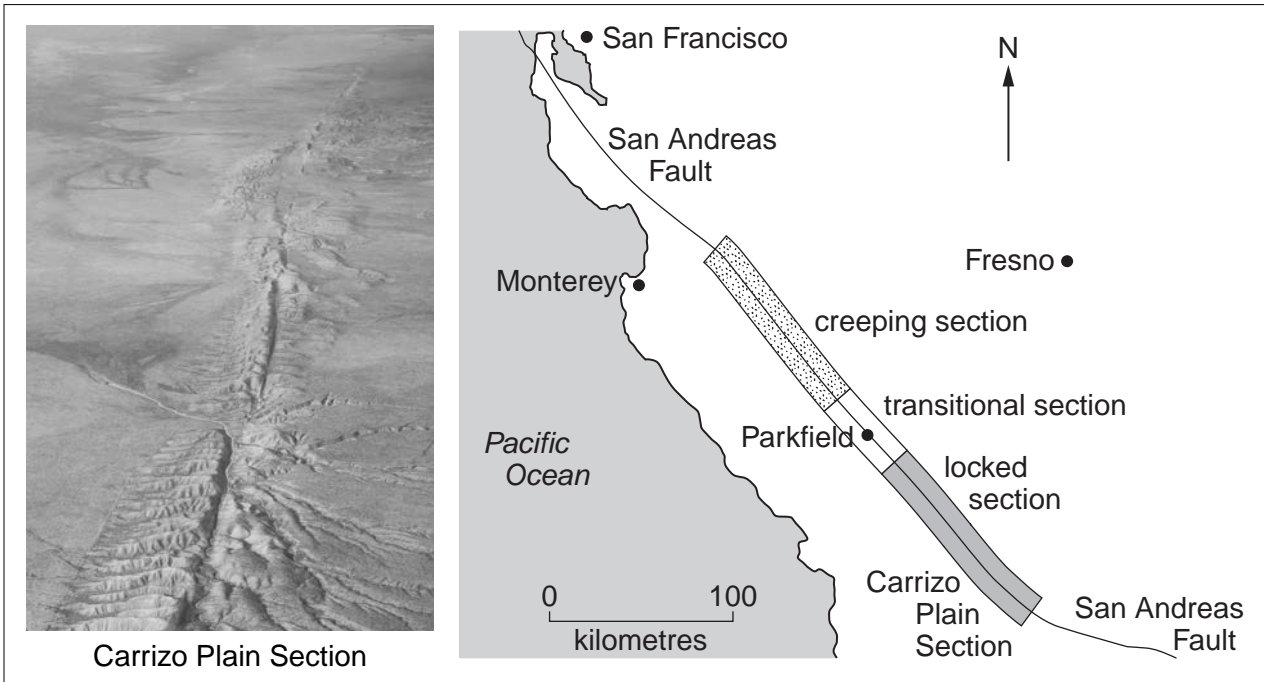 Carrizo Plain Section
San Francisco
N
San Andreas
Fault
Fresno
Monterey
creeping section
transitional section
Parkfield
locked
section
Pacific
Ocean
Carrizo
Plain
Section
San Andreas
Fault
0 100
kilometres